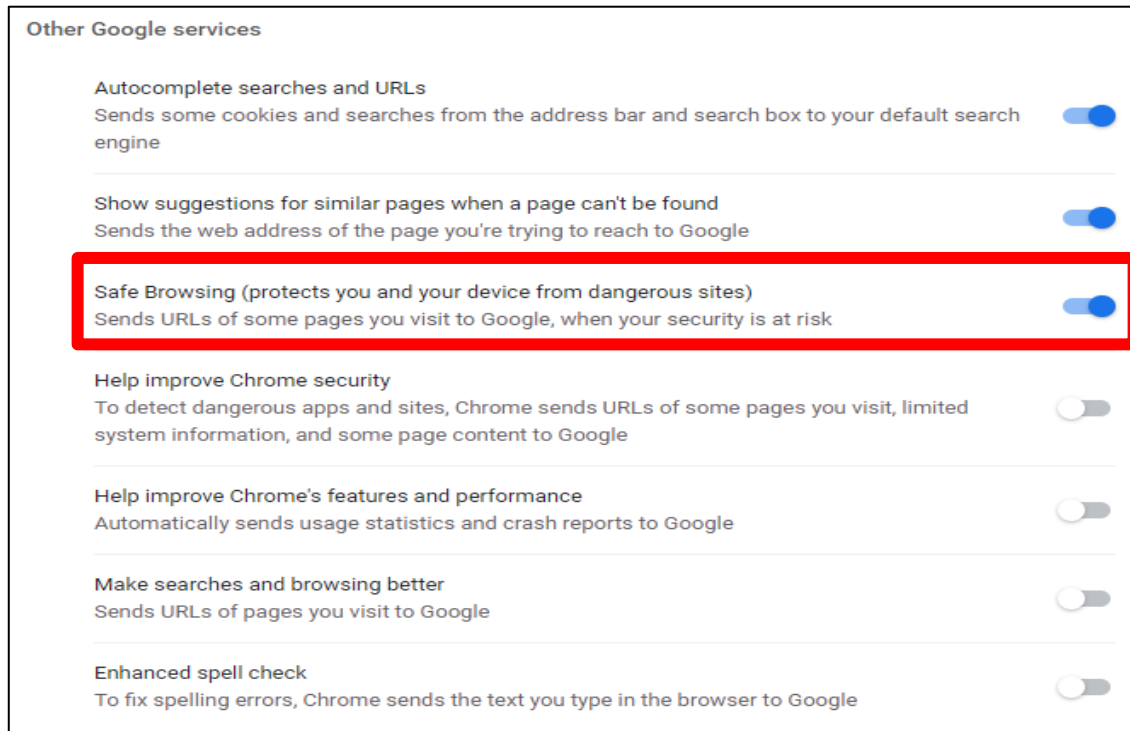 Other Google services
Autocomplete searches and URLs
Sends some cookies and searches from the address bar and search box to your default search
engine
Show suggestions for similar pages when a page can't be found
Sends the web address of the page you're trying to reach to Google
Safe Browsing (protects you and your device from dangerous sites)
Sends URLs of some pages you visit to Google, when your security is at risk
Help improve Chrome security
To detect dangerous apps and sites, Chrome sends URLs of some pages you visit, limited
system information, and some page content to Google
Help improve Chrome's features and performance
Automatically sends usage statistics and crash reports to Google
Make searches and browsing better
Sends URLs of pages you visit to Google
Enhanced spell check
To fix spelling errors, Chrome sends the text you type in the browser to Google